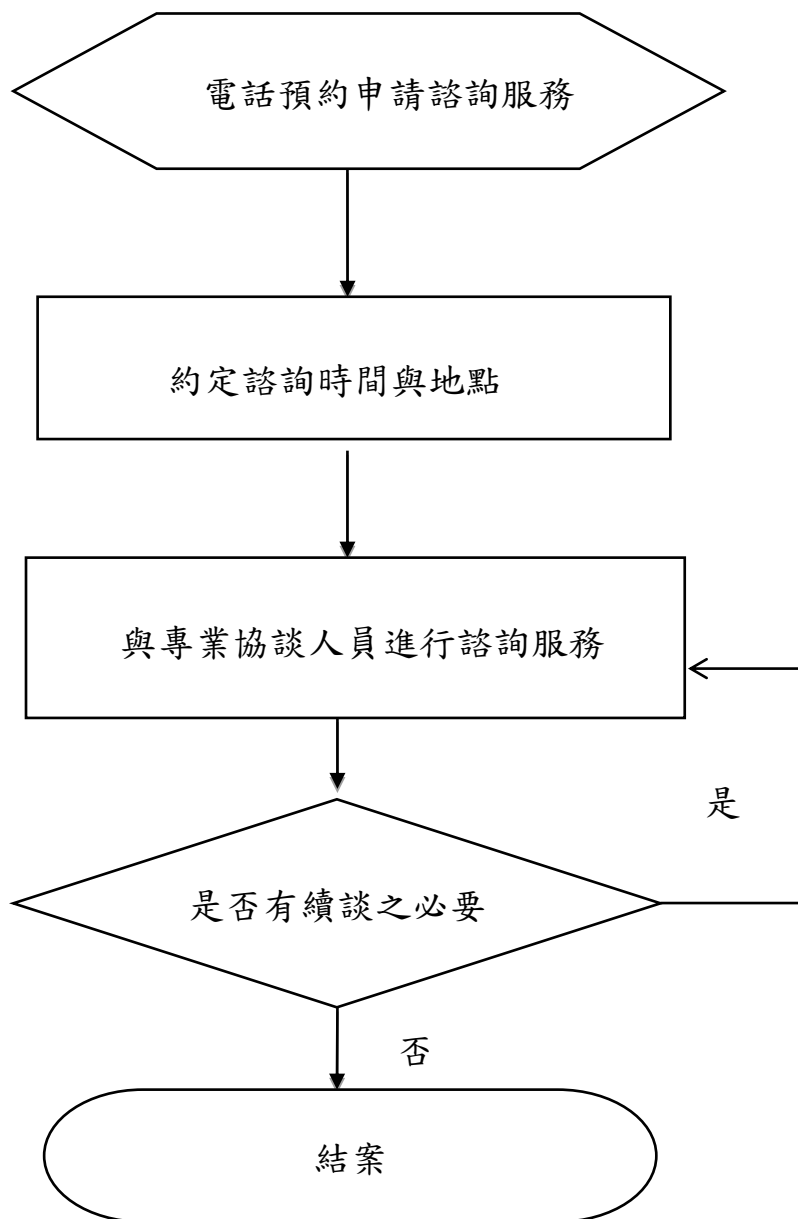 電話預約申請諮詢服務
約定諮詢時間與地點
與專業協談人員進行諮詢服務
是
是否有續談之必要
否
結案